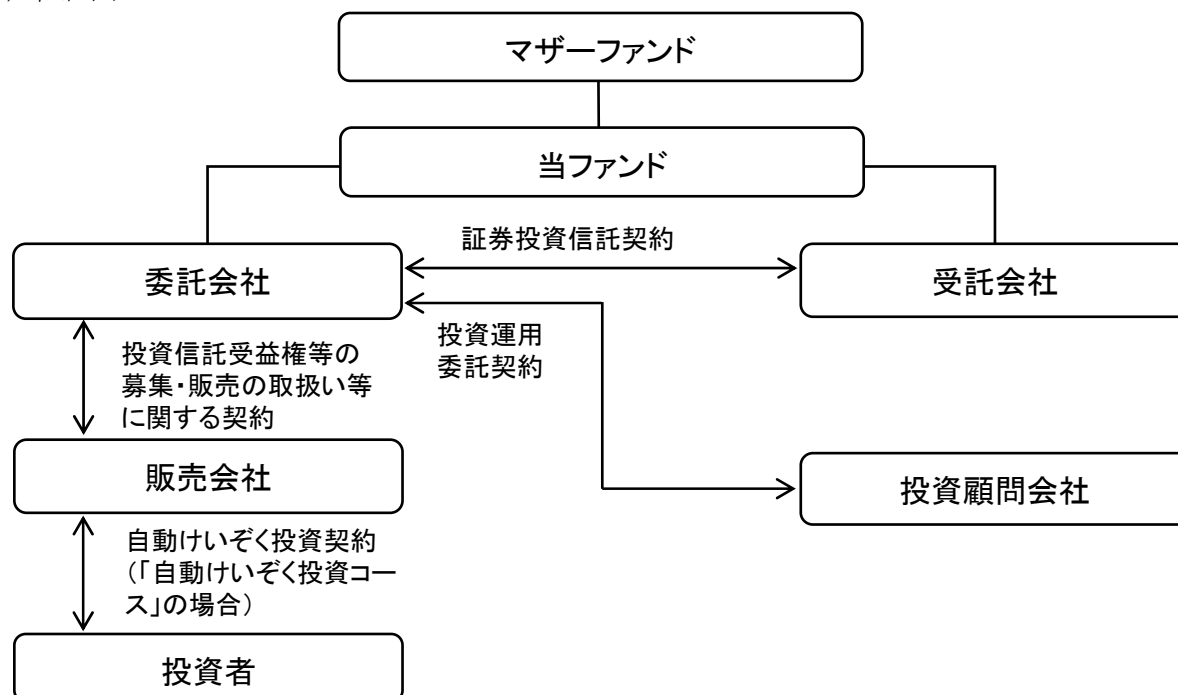 マザーファンド
当ファンド
証券投資信託契約
委託会社
受託会社
投資運用
委託契約
投資信託受益権等の
募集・販売の取扱い等
に関する契約
販売会社
投資顧問会社
自動けいぞく投資契約
(「自動けいぞく投資コー
ス」の場合)
投資者